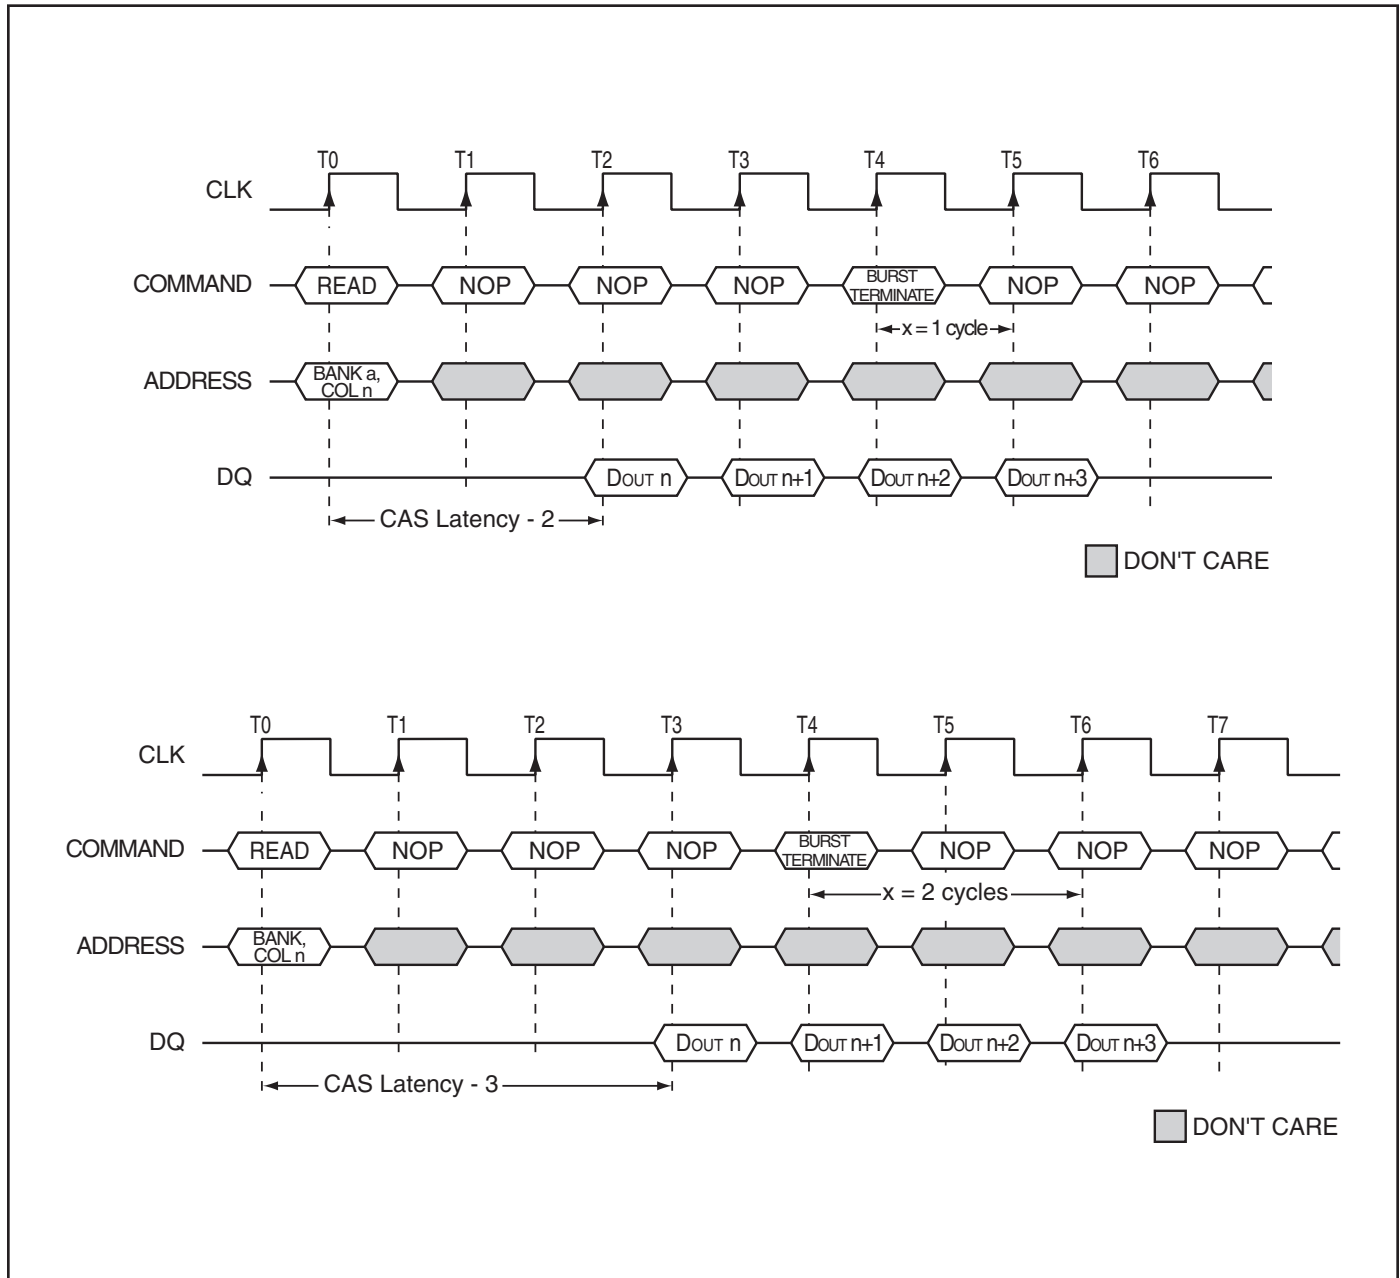 T0 T1 T2 T3 T4 T5 T6
CLK
COMMAND READ NOP NOP NOP BURST TERMINATE NOP NOP
x = 1 cycle
ADDRESS BANK a, COL n
DQ DOUT n DOUT n+1 DOUT n+2 DOUT n+3
CAS Latency - 2
DON'T CARE
T0 T1 T2 T3 T4 T5 T6 T7
CLK
COMMAND READ NOP NOP NOP BURST TERMINATE NOP NOP NOP
x = 2 cycles
ADDRESS BANK, COL n
DQ DOUT n DOUT n+1 DOUT n+2 DOUT n+3
CAS Latency - 3
DON'T CARE